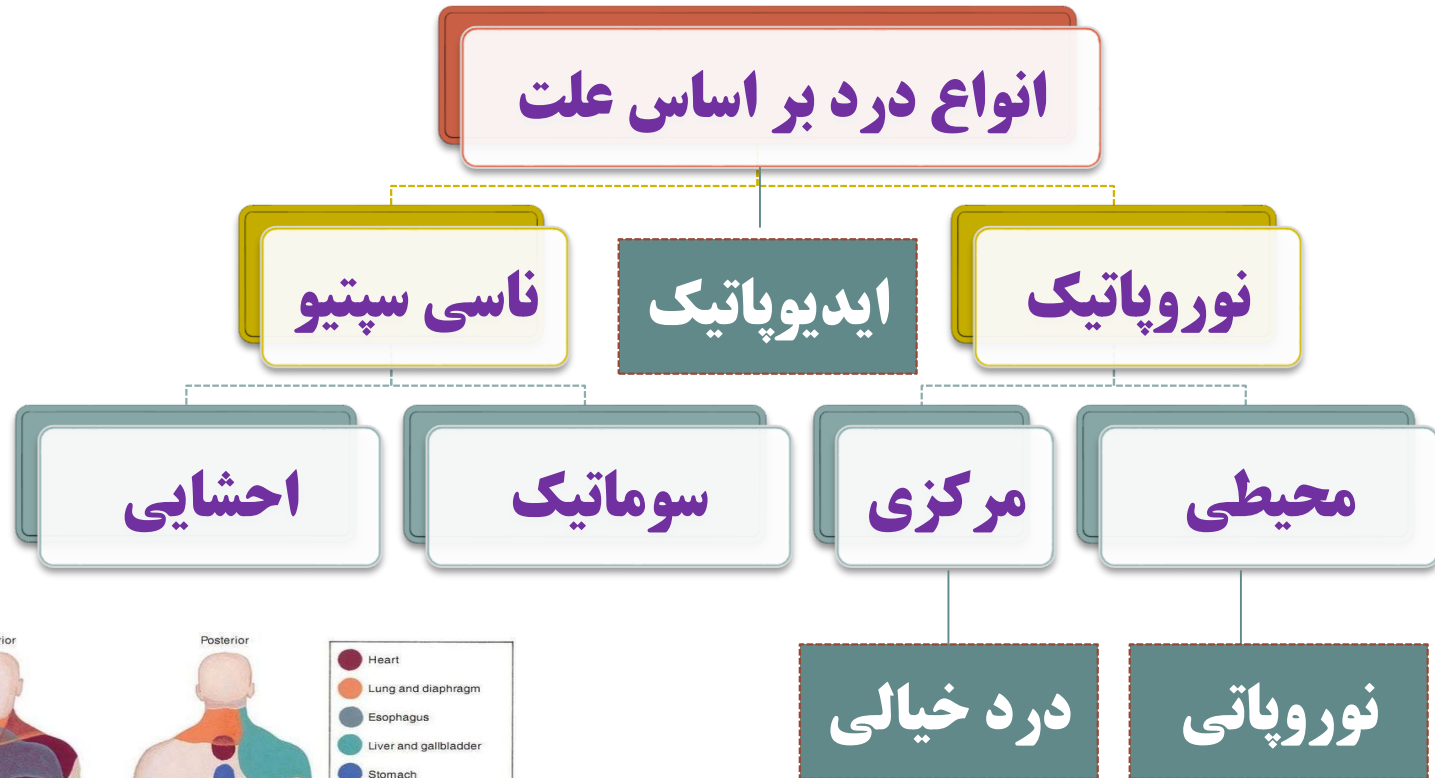 انواع درد بر اساس علت
نوروپاتیک
ایدیوپاتیک
ناسی سپتیو
محیطی
مرکزی
سوماتیک
احشایی
نوروپاتی
درد خیالی
Posterior
Heart
Lung and diaphragm
Esophagus
Liver and gallbladder
Stomach